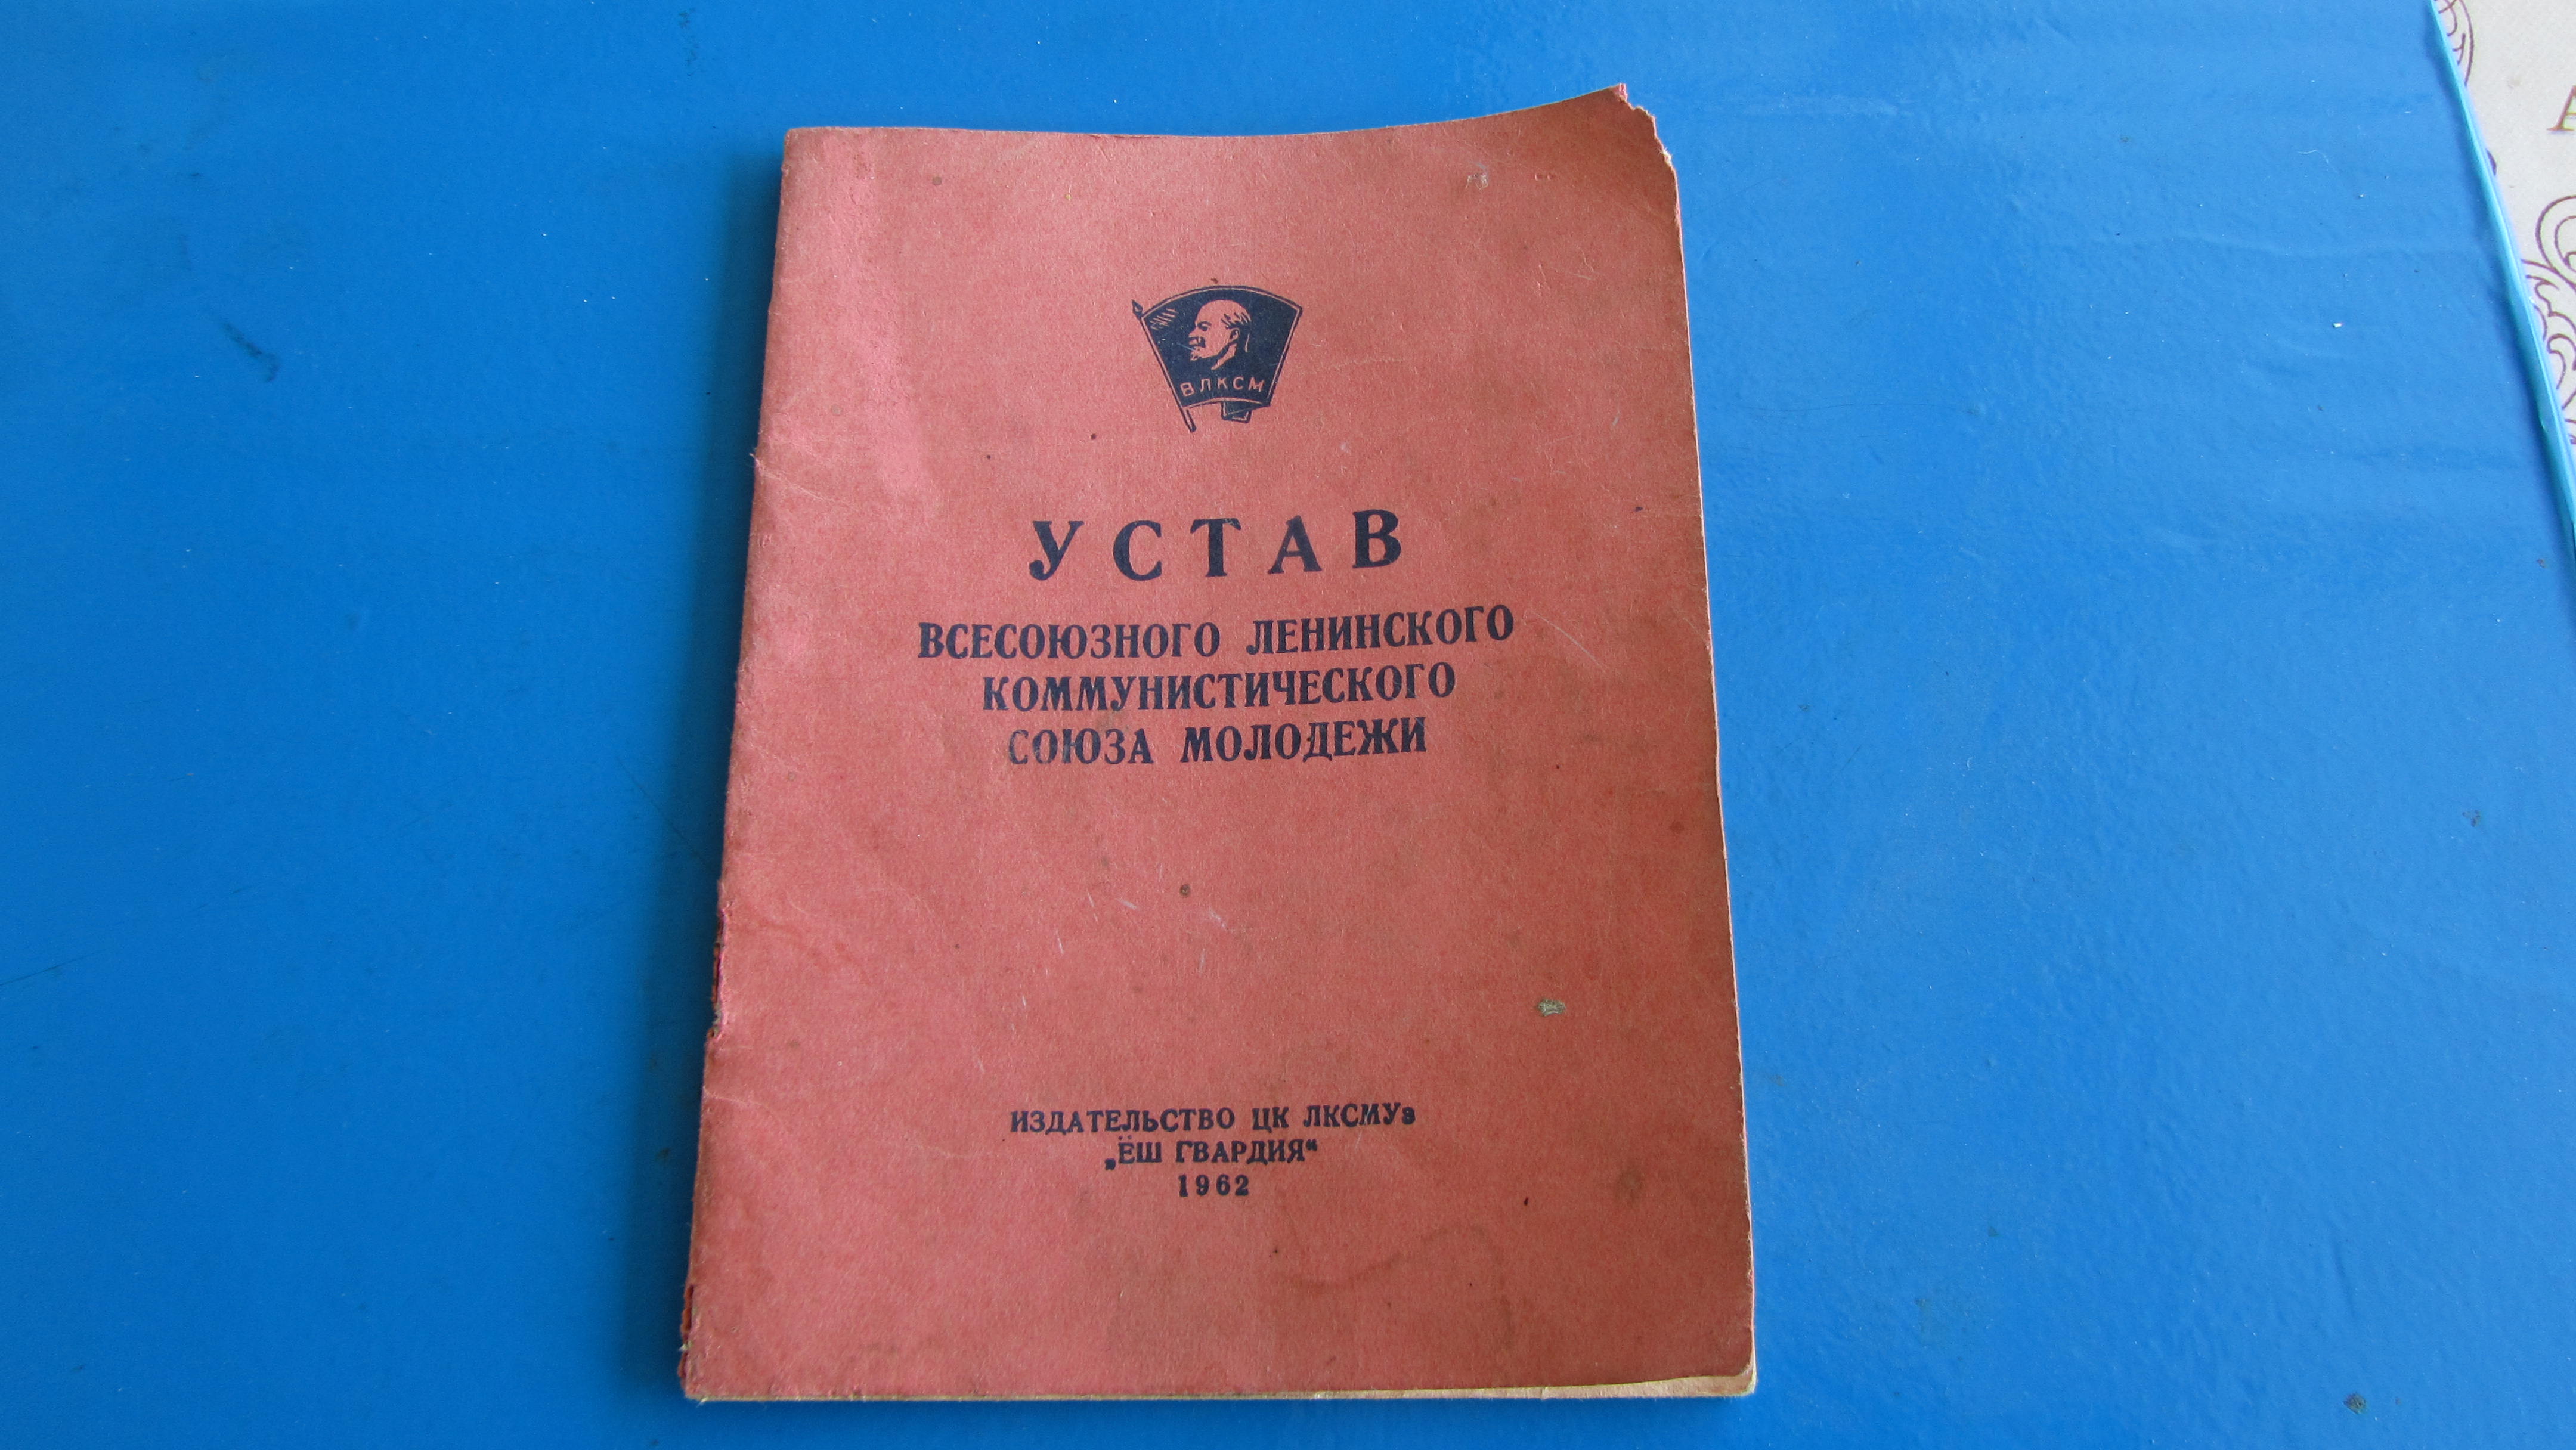 ВЛКСМ
УСТАВ
ВСЕСОЮЗНОГО ЛЕНИНСКОГО
КОММУНИСТИЧЕСКОГО
СОЮЗА МОЛОДЕЖИ
ИЗДАТЕЛЬСТВО ЦК ЛКСМУз
„ЁШ ГВАРДИЯ“
1962